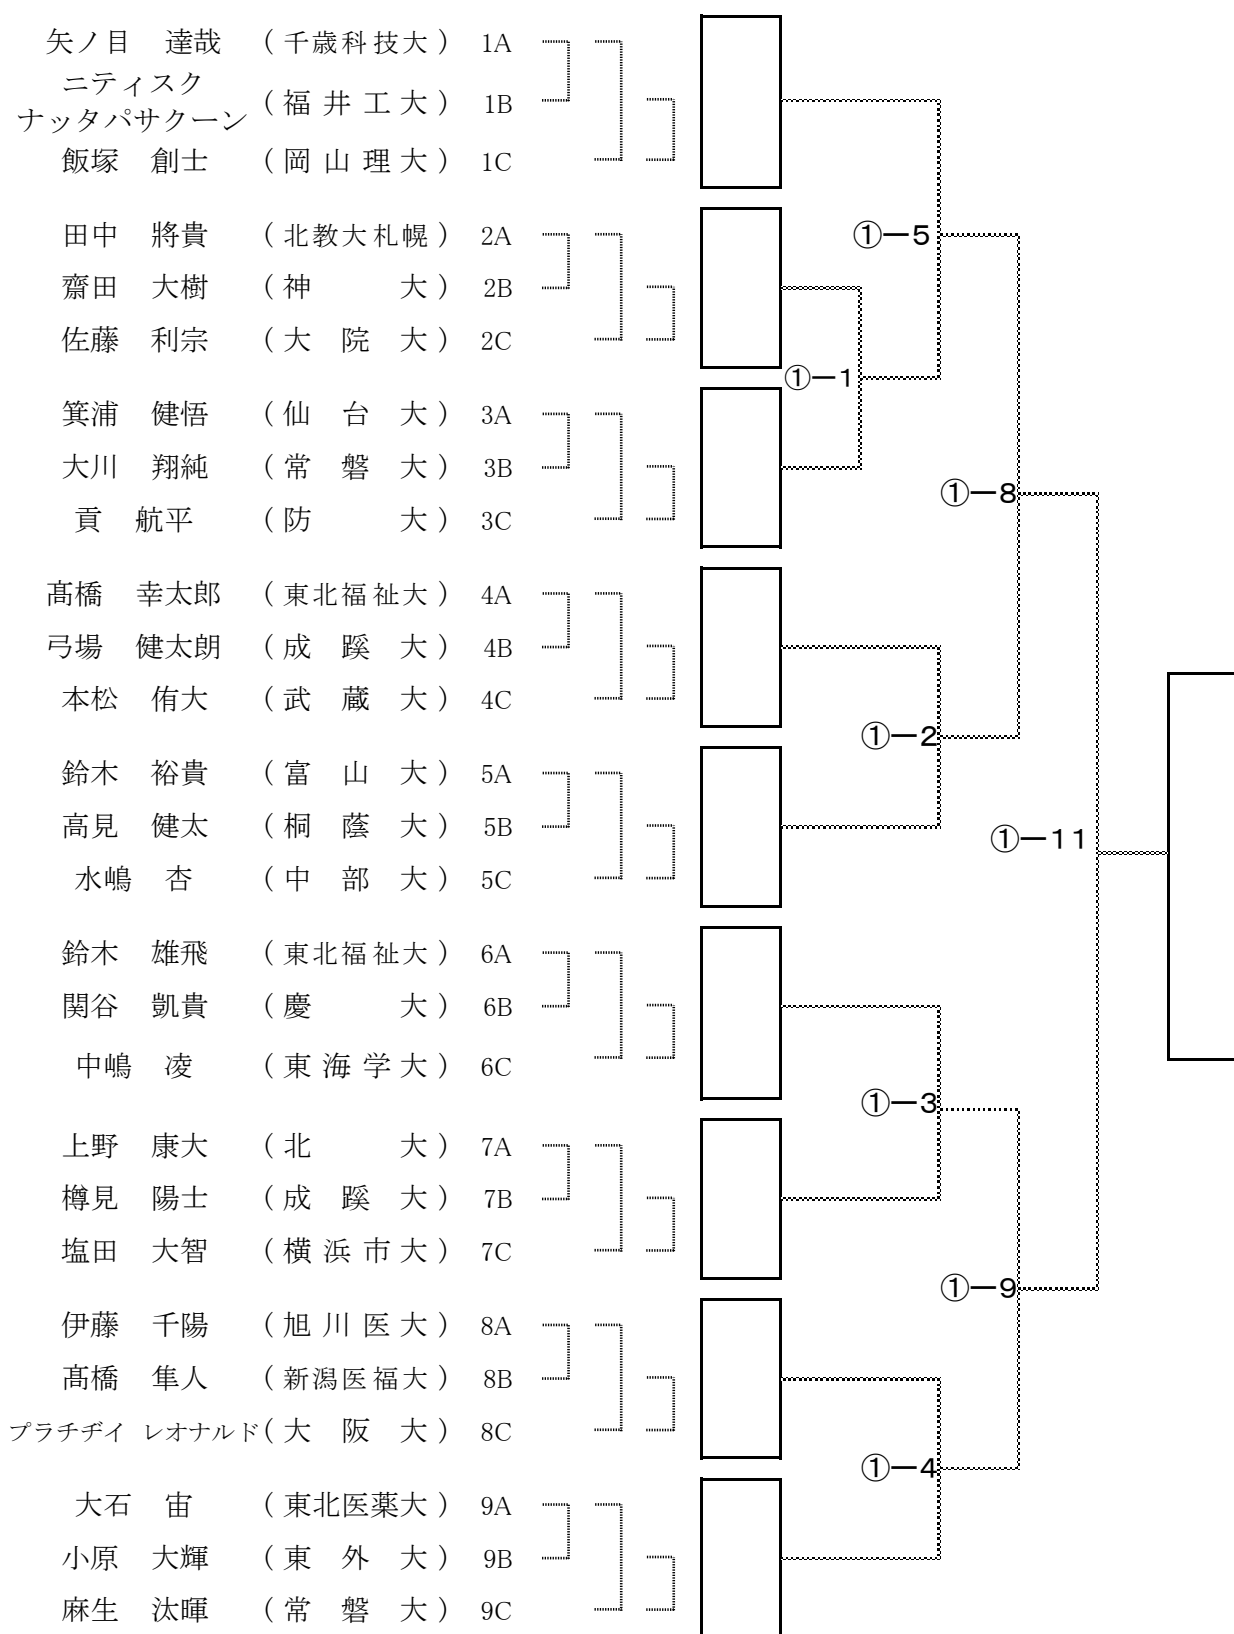 矢ノ目 達哉 (千歳科技大) 1A
ニティスク
ナッタパサクーン (福井工大) 1B
飯塚 創士 (岡山理大) 1C
田中 將貴 (北教大札幌) 2A
①ー5
齋田 大樹 (神 大) 2B
佐藤 利宗 (大 院 大) 2C
①ー1
箕浦 健悟 (仙 台 大) 3A
大川 翔純 (常 磐 大) 3B
①ー8
貢 航平 (防 大) 3C
髙橋 幸太郎 (東北福祉大) 4A
弓場 健太朗 (成 蹊 大) 4B
本松 侑大 (武 蔵 大) 4C
①ー2
鈴木 裕貴 (富 山 大) 5A
高見 健太 (桐 蔭 大) 5B
①ー11
水嶋 杏 (中 部 大) 5C
鈴木 雄飛 (東北福祉大) 6A
関谷 凱貴 (慶 大) 6B
中嶋 凌 (東海学大) 6C
①ー3
上野 康大 (北 大) 7A
樽見 陽士 (成 蹊 大) 7B
塩田 大智 (横浜市大) 7C
①ー9
伊藤 千陽 (旭川医大) 8A
髙橋 隼人 (新潟医福大) 8B
プラチヂイ レオナルド (大 阪 大) 8C
①ー4
大石 宙 (東北医薬大) 9A
小原 大輝 (東 外 大) 9B
麻生 汰暉 (常 磐 大) 9C